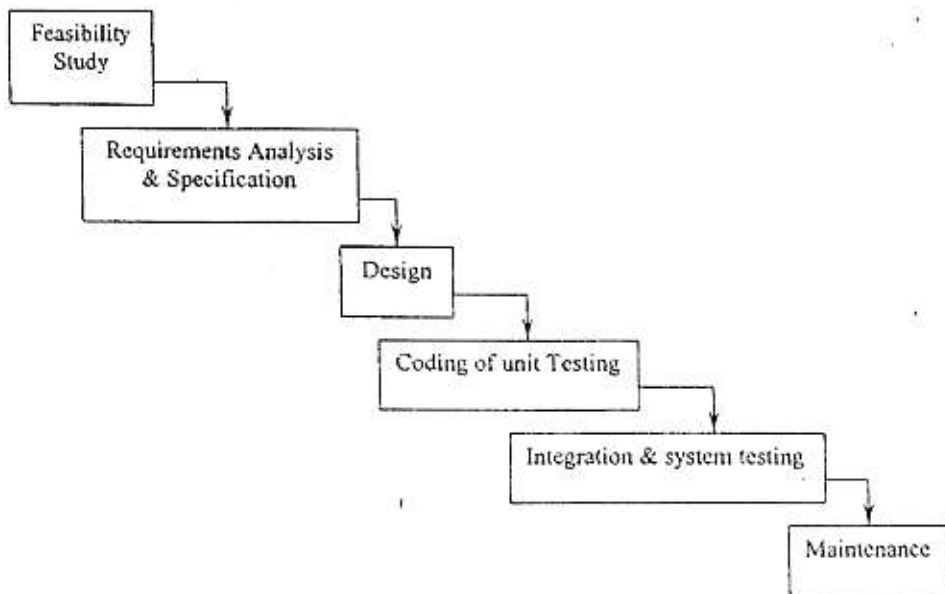 Feasibility
Study
Requirements Analysis
& Specification
Design
Coding of unit Testing
Integration & system testing
Maintenance